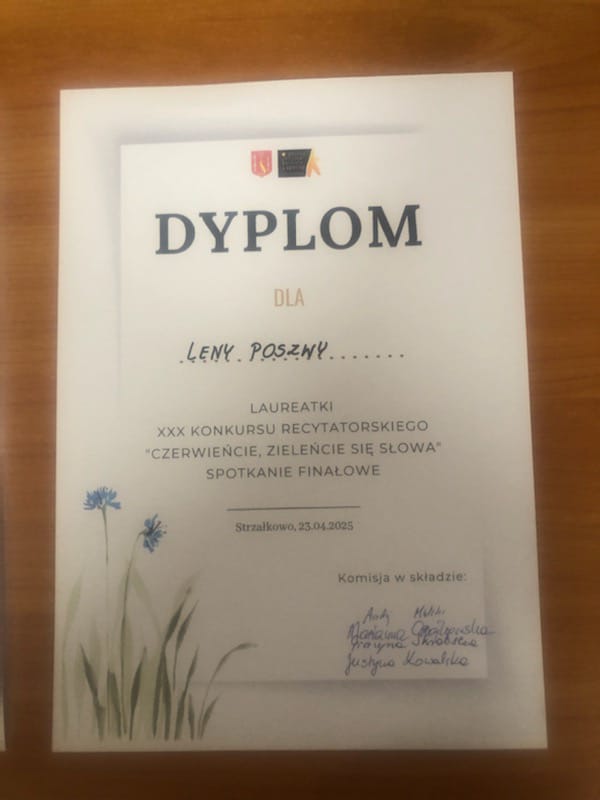 DYPLOM
DLA
LENY POSZWY
LAUREATKI
XXX KONKURSU RECYTATORSKIEGO
"CZERWIEŃCIE, ZIELEŃCIE SIĘ SŁOWA"
SPOTKANIE FINAŁOWE
Strzałkowo, 23.04.2025
Komisja w składzie:
Marianna
Justyna Kowalska